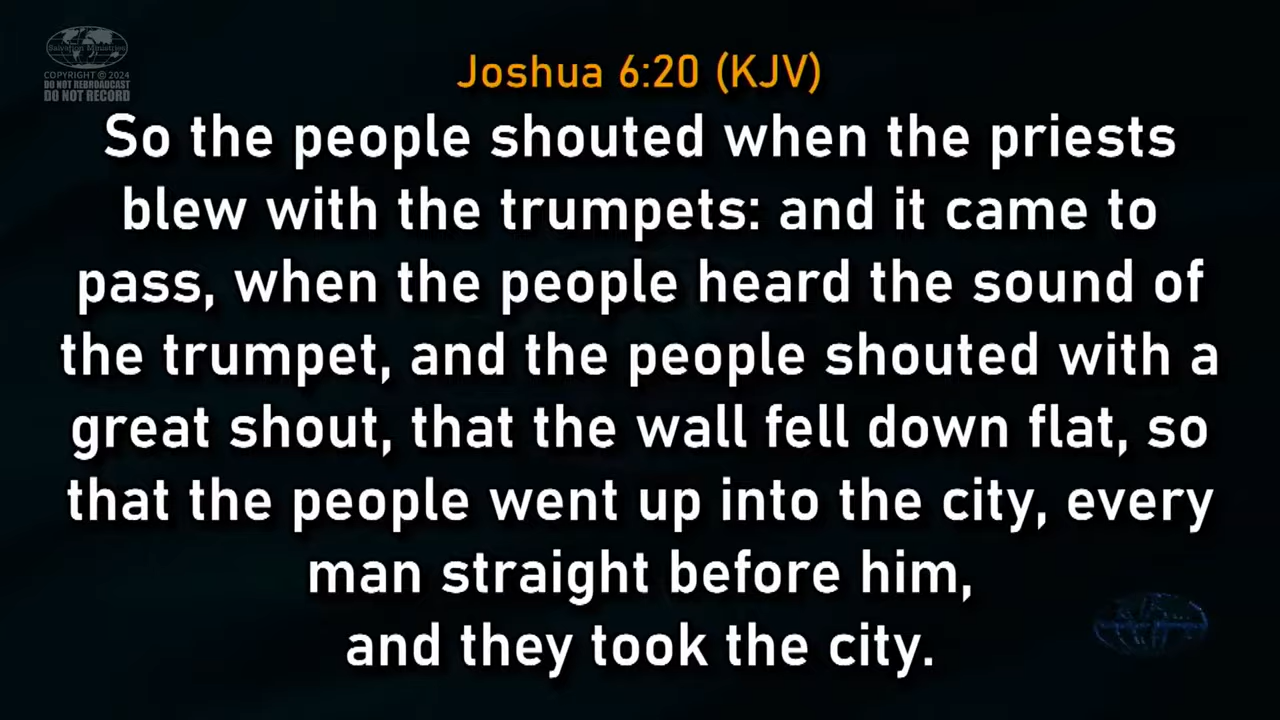 Salvation Ministries
COPYRIGHT © 2024
DO NOT REBROADCAST
DO NOT RECORD
Joshua 6:20 (KJV)
So the people shouted when the priests
blew with the trumpets: and it came to
pass, when the people heard the sound of
the trumpet, and the people shouted with a
great shout, that the wall fell down flat, so
that the people went up into the city, every
man straight before him,
and they took the city.